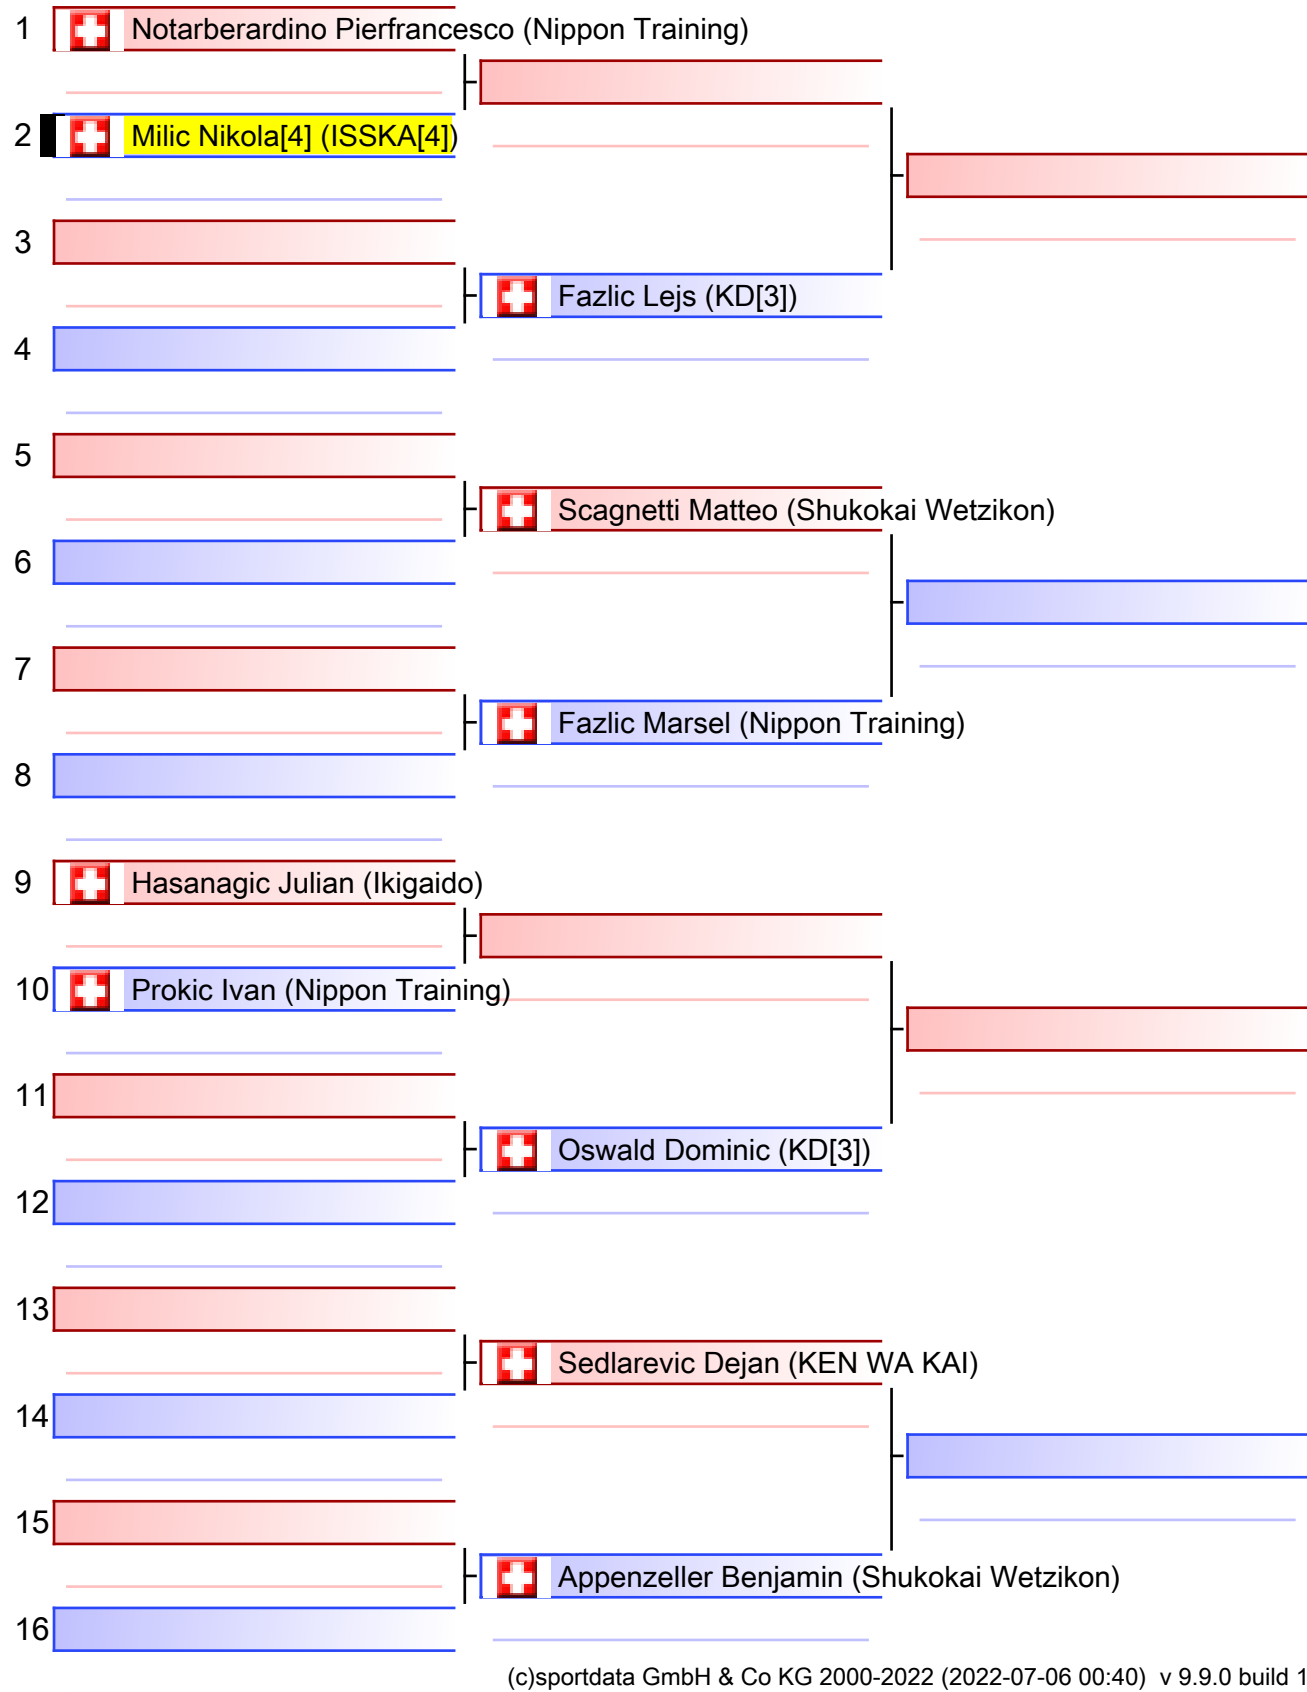 1 Notarberardino Pierfrancesco (Nippon Training)
2 Milic Nikola[4] (ISSKA[4])
3
Fazlic Lejs (KD[3])
4
5
Scagnetti Matteo (Shukokai Wetzikon)
6
7
Fazlic Marsel (Nippon Training)
8
9 Hasanagic Julian (Ikigaido)
10 Prokic Ivan (Nippon Training)
11
Oswald Dominic (KD[3])
12
13
Sedlarevic Dejan (KEN WA KAI)
14
15
Appenzeller Benjamin (Shukokai Wetzikon)
16
(c)sportdata GmbH & Co KG 2000-2022 (2022-07-06 00:40) v 9.9.0 build 1